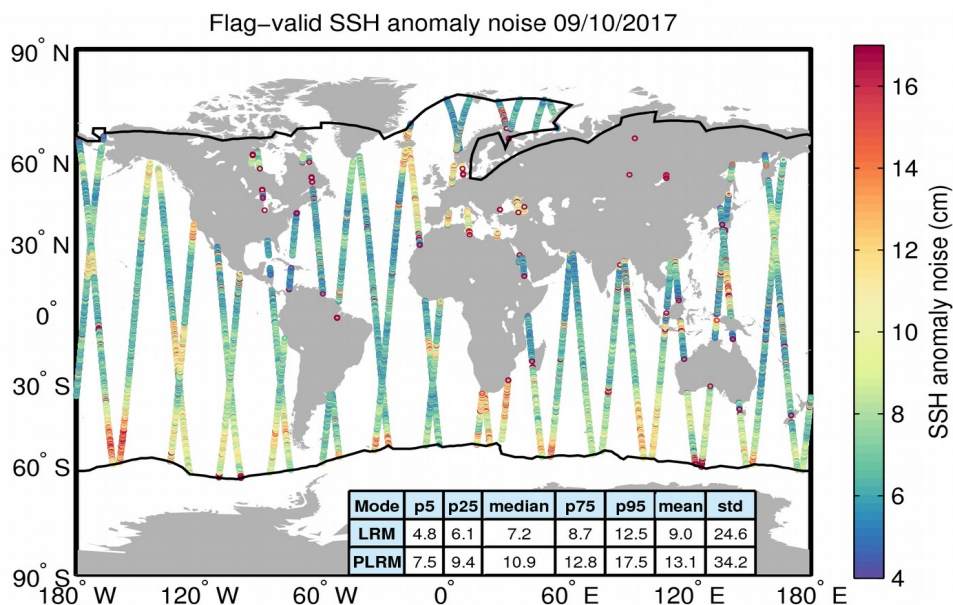 Flag−valid SSH anomaly noise 09/10/2017
90° N
60° N
30° N
0°
30° S
60° S
90° S
180° W
120° W
60° W
0°
60° E
120° E
180° E
16
14
12
10
8
6
4
SSH anomaly noise (cm)
Mode p5 p25 median p75 p95 mean std
LRM 4.8 6.1 7.2 8.7 12.5 9.0 24.6
PLRM 7.5 9.4 10.9 12.8 17.5 13.1 34.2